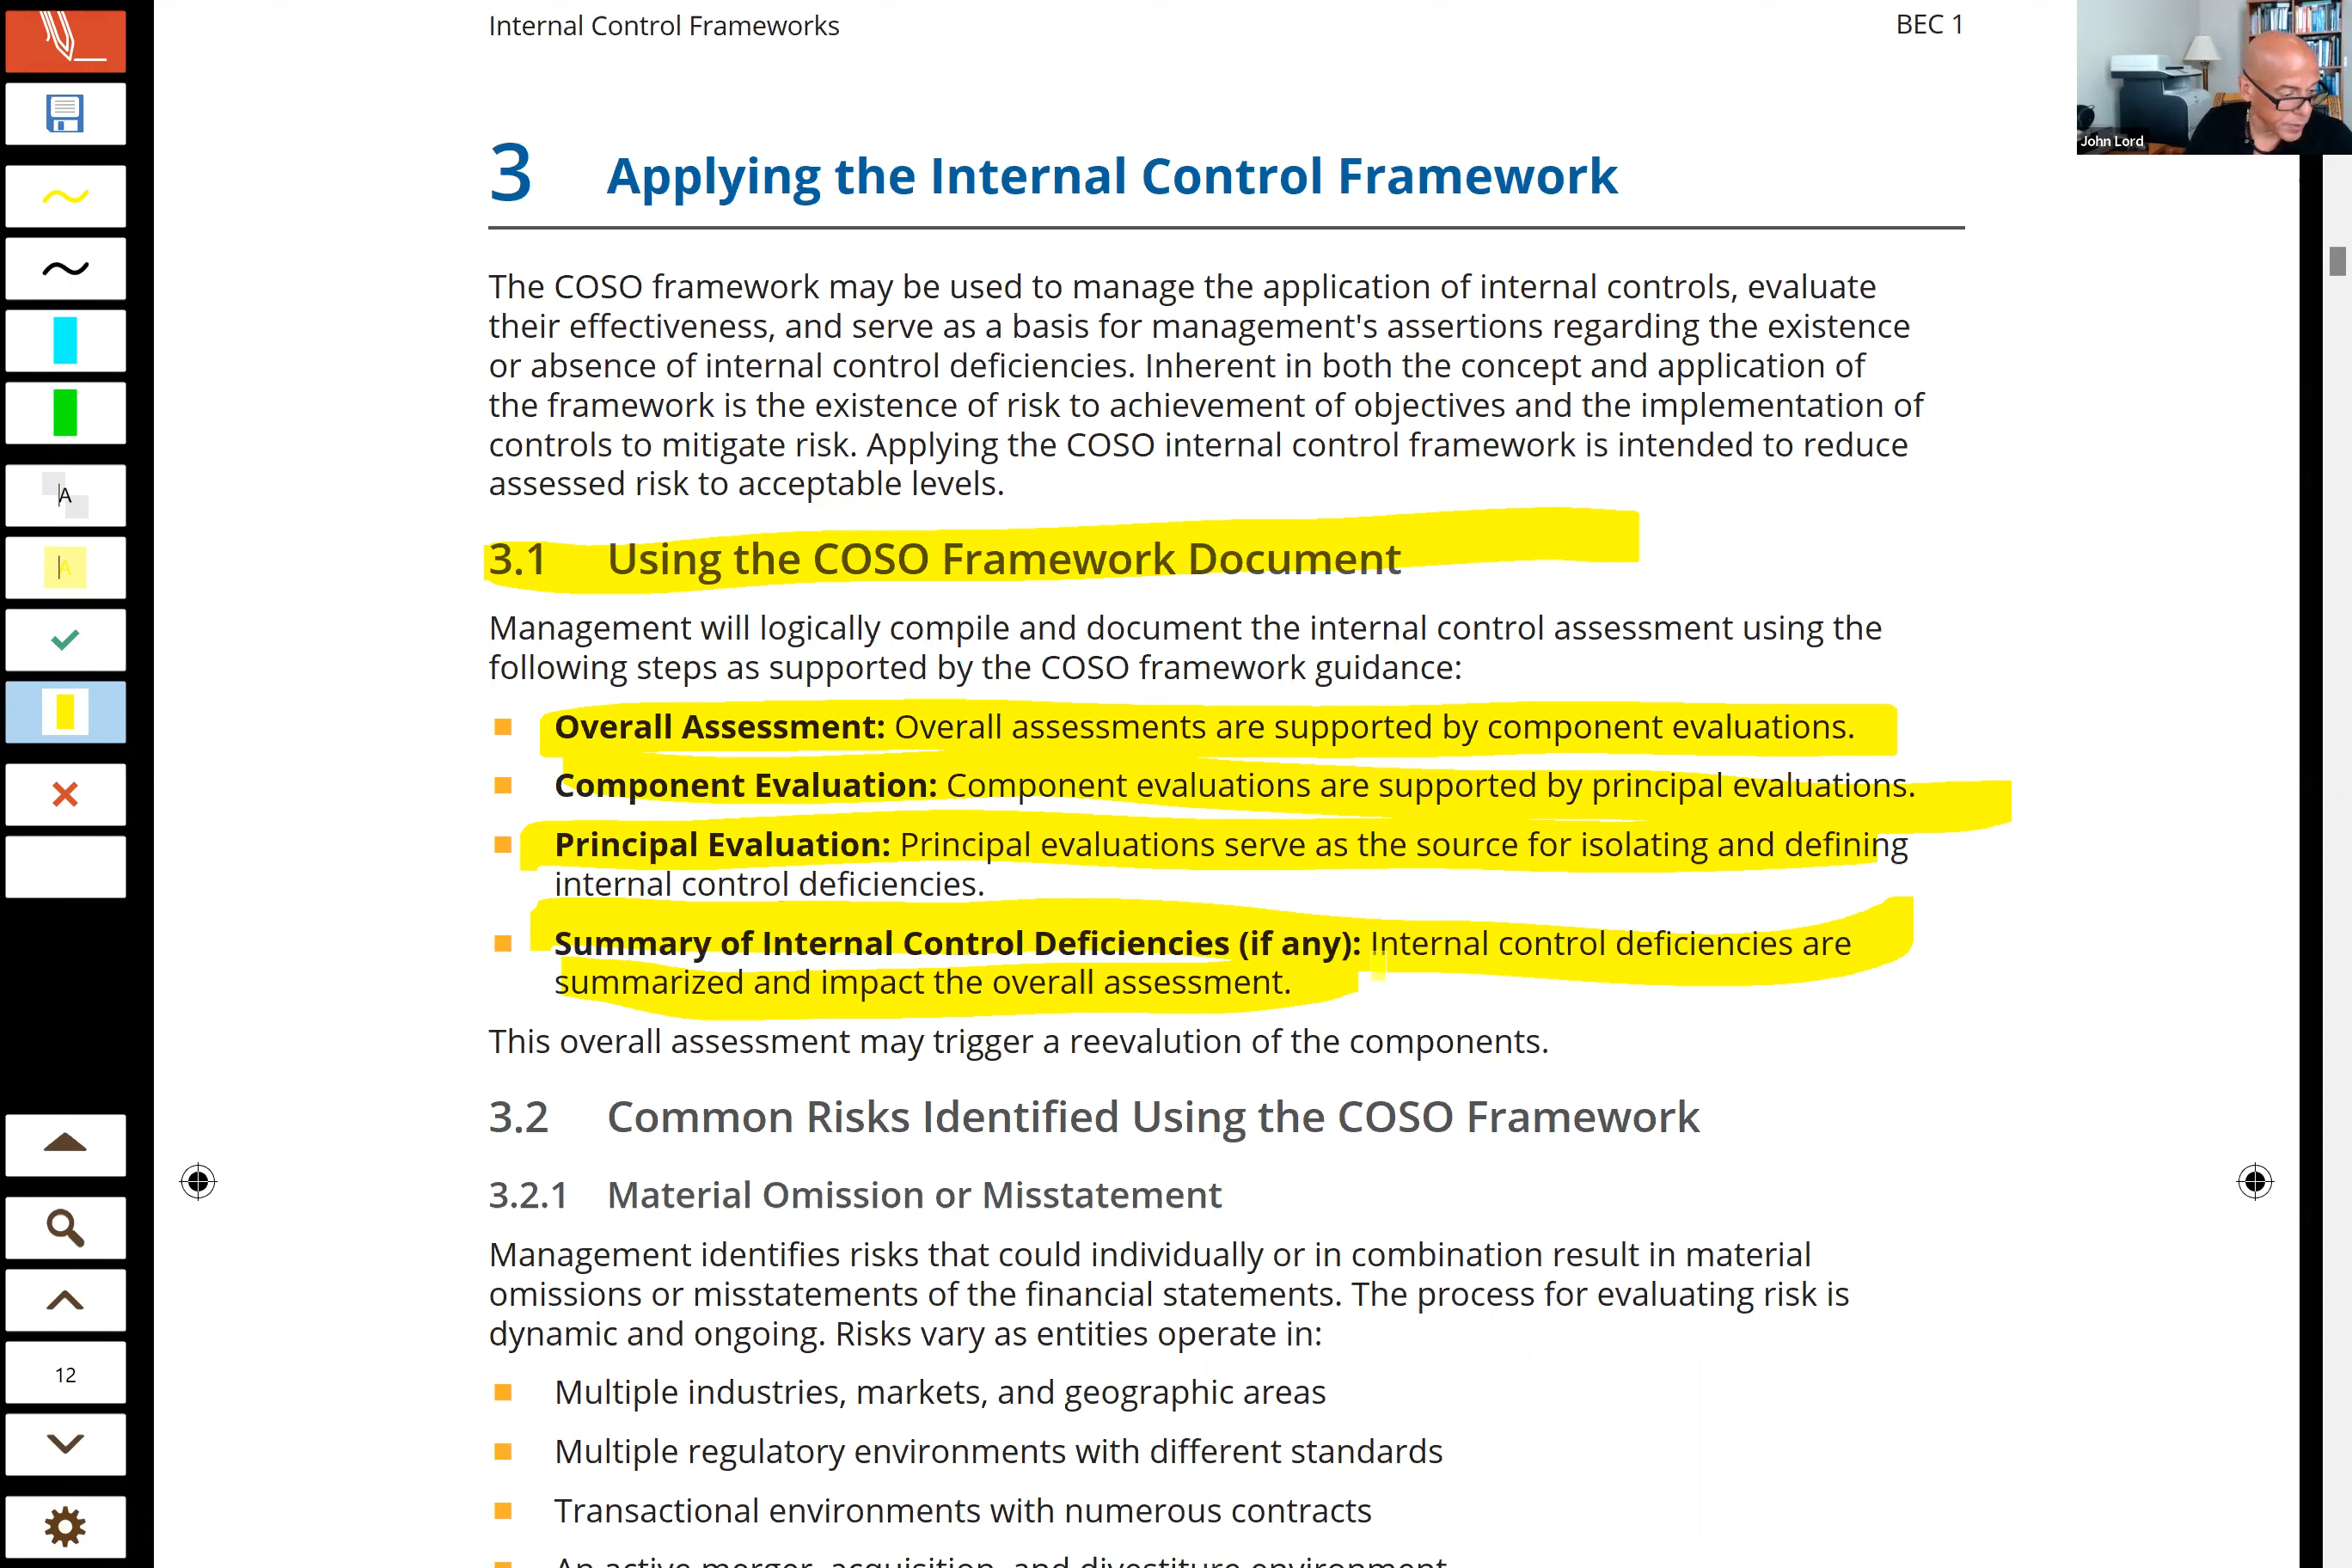 Internal Control Frameworks
BEC 1
John Lord
3 Applying the Internal Control Framework
The COSO framework may be used to manage the application of internal controls, evaluate
their effectiveness, and serve as a basis for management's assertions regarding the existence
or absence of internal control deficiencies. Inherent in both the concept and application of
the framework is the existence of risk to achievement of objectives and the implementation of
controls to mitigate risk. Applying the COSO internal control framework is intended to reduce
assessed risk to acceptable levels.
3.1 Using the COSO Framework Document
Management will logically compile and document the internal control assessment using the
following steps as supported by the COSO framework guidance:
Overall Assessment: Overall assessments are supported by component evaluations.
Component Evaluation: Component evaluations are supported by principal evaluations.
Principal Evaluation: Principal evaluations serve as the source for isolating and defining
internal control deficiencies.
Summary of Internal Control Deficiencies (if any): Internal control deficiencies are
summarized and impact the overall assessment.
This overall assessment may trigger a reevalution of the components.
3.2 Common Risks Identified Using the COSO Framework
3.2.1 Material Omission or Misstatement
Management identifies risks that could individually or in combination result in material
omissions or misstatements of the financial statements. The process for evaluating risk is
dynamic and ongoing. Risks vary as entities operate in:
Multiple industries, markets, and geographic areas
Multiple regulatory environments with different standards
Transactional environments with numerous contracts
An active merger, acquisition, and divestiture environment
A
A
12